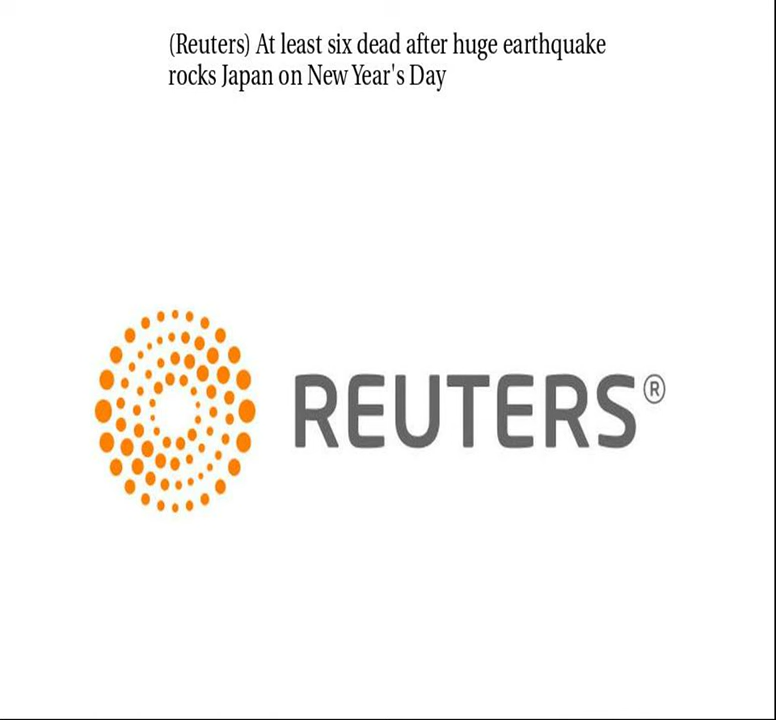 (Reuters) At least six dead after huge earthquake
rocks Japan on New Year's Day
REUTERS®